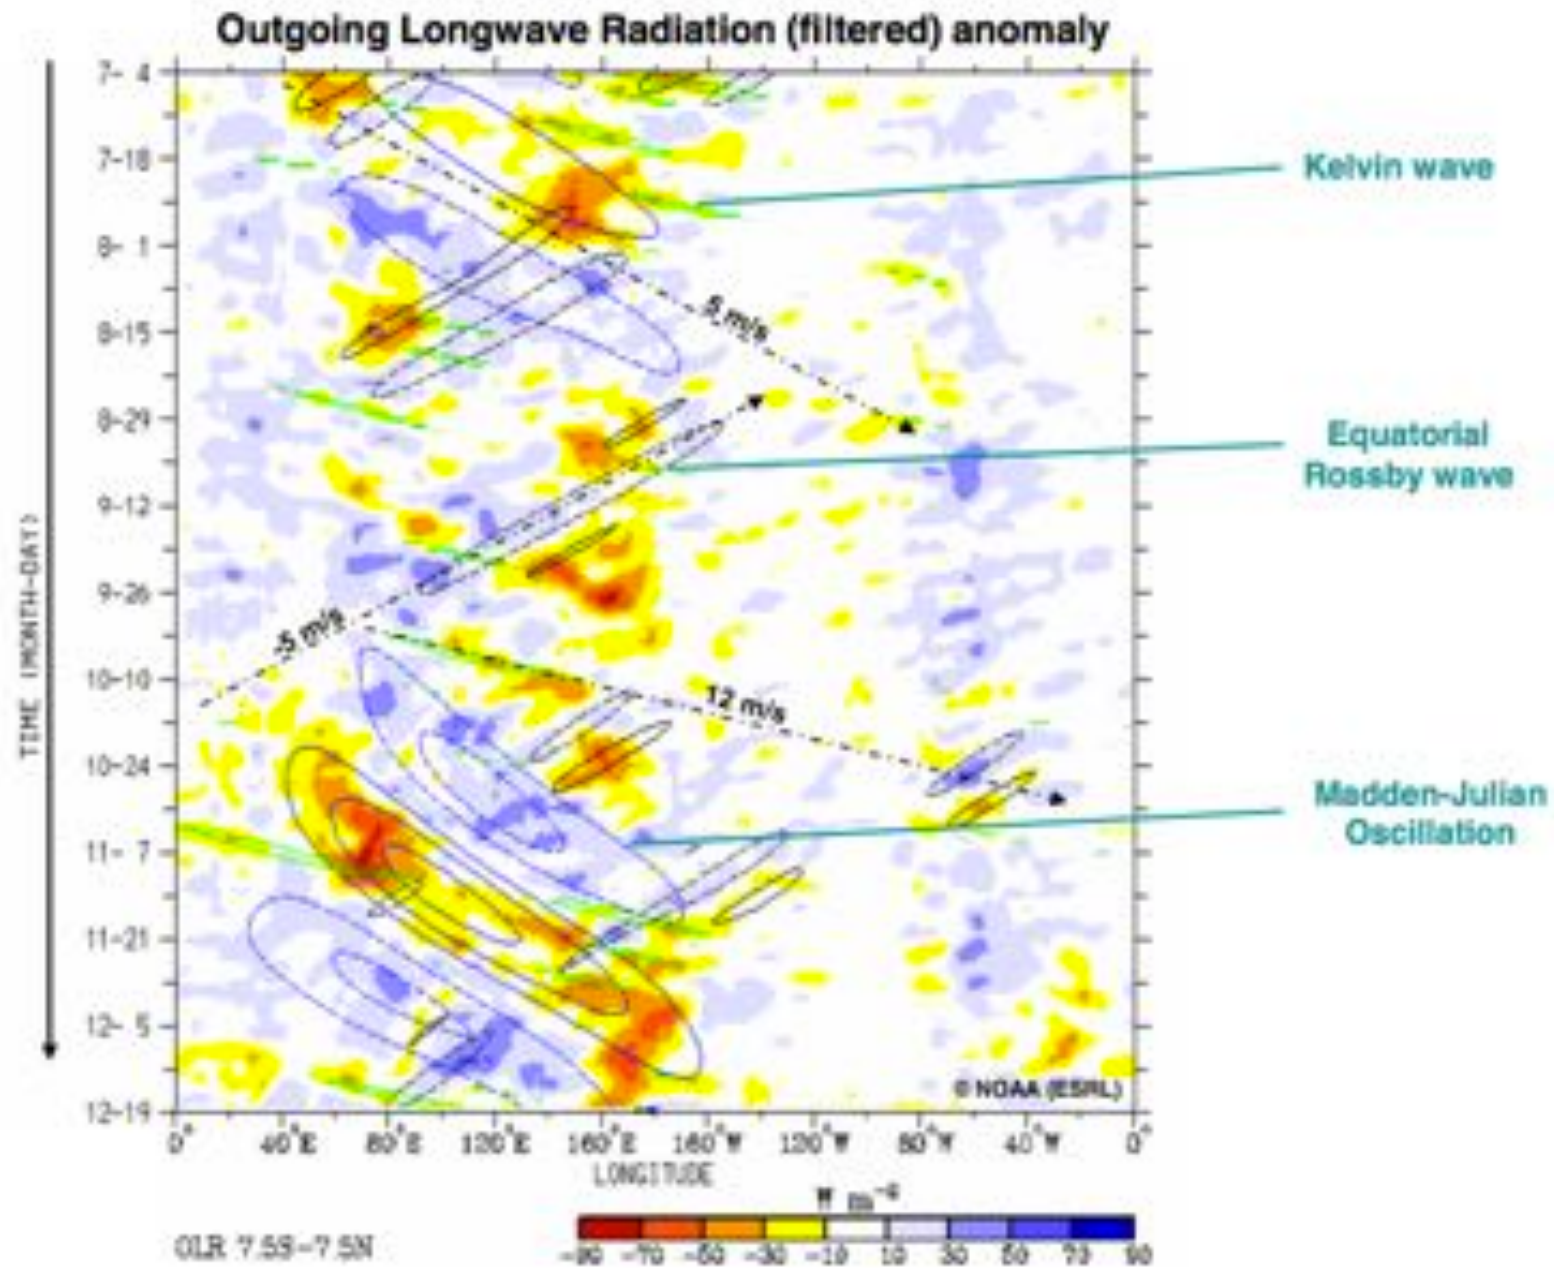 Outgoing Longwave Radiation (filtered) anomaly
7- 4
7-18
8- 1
8-15
8-29
9-12
9-26
10-10
10-24
11- 7
11-21
12- 5
12-19
TIME (MONTH-DAY)
Kelvin wave
5 m/s
Equatorial
Rossby wave
-5 m/s
12 m/s
Madden-Julian
Oscillation
© NOAA (ESRL)
0° 40°E 80°E 120°E 160°E 160°W 120°W 80°W 40°W 0°
LONGITUDE
W m
OLR 7.5S-7.5N
-90 -70 -50 -30 -10 10 30 50 70 90